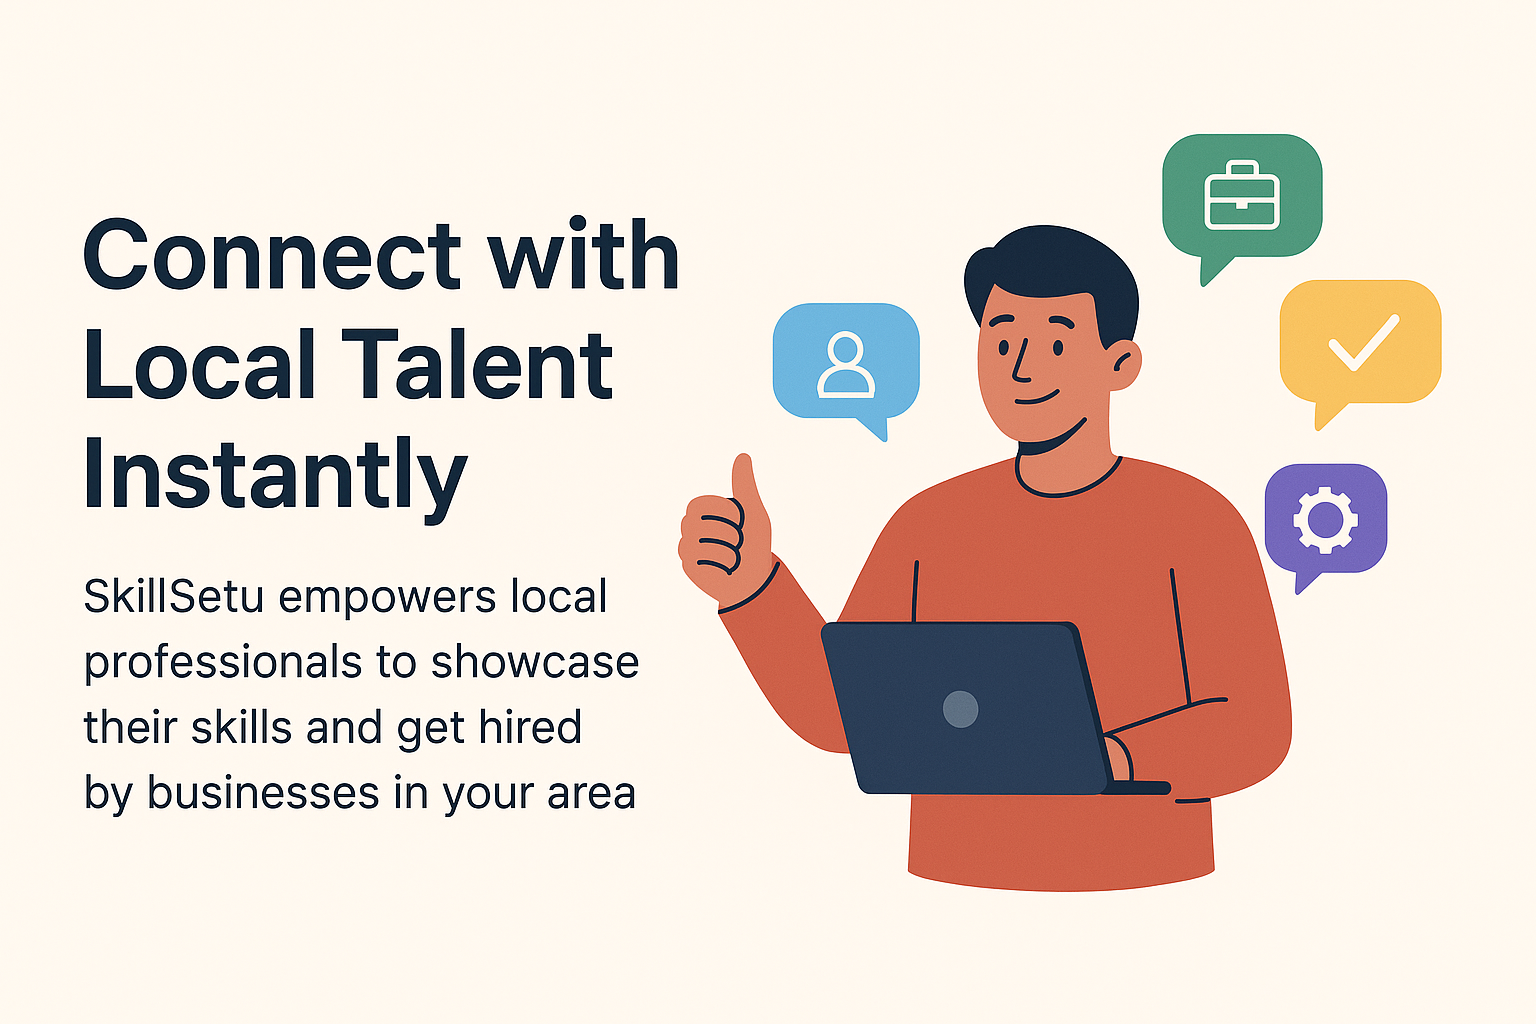 Connect with
Local Talent
Instantly
SkillSetu empowers local
professionals to showcase
their skills and get hired
by businesses in your area